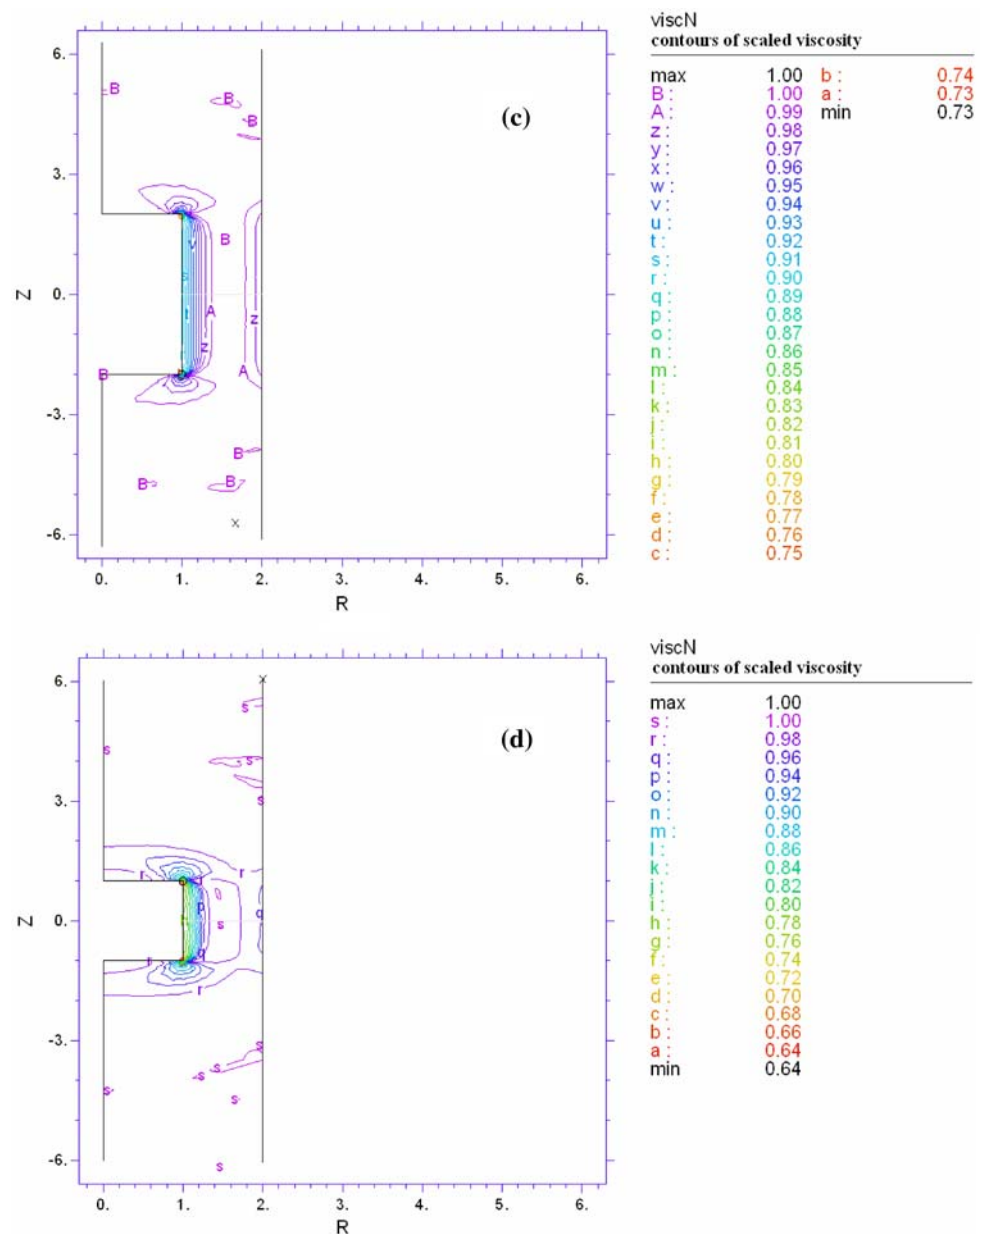 viscN
contours of scaled viscosity
max 1.00 b : 0.74
B : 1.00 a : 0.73
A : 0.99 min 0.73
z : 0.98
y : 0.97
x : 0.96
w : 0.95
v : 0.94
u : 0.93
t : 0.92
s : 0.91
r : 0.90
q : 0.89
p : 0.88
o : 0.87
n : 0.86
m : 0.85
l : 0.84
k : 0.83
j : 0.82
i : 0.81
h : 0.80
g : 0.79
f : 0.78
e : 0.77
d : 0.76
c : 0.75
(c)
6.
3.
0.
-3.
-6.
Z
B
B
B
B
v
s
t
A
z
z
A
B
B
B
B
x
0. 1. 2. 3. 4. 5. 6.
R
viscN
contours of scaled viscosity
max 1.00
s : 1.00
r : 0.98
q : 0.96
p : 0.94
o : 0.92
n : 0.90
m : 0.88
l : 0.86
k : 0.84
j : 0.82
i : 0.80
h : 0.78
g : 0.76
f : 0.74
e : 0.72
d : 0.70
c : 0.68
b : 0.66
a : 0.64
min 0.64
(d)
6.
3.
0.
-3.
-6.
Z
x
s
s
s
s
r
r
p
q
s
q
r
r
s
s
s
s
s
s
0. 1. 2. 3. 4. 5. 6.
R